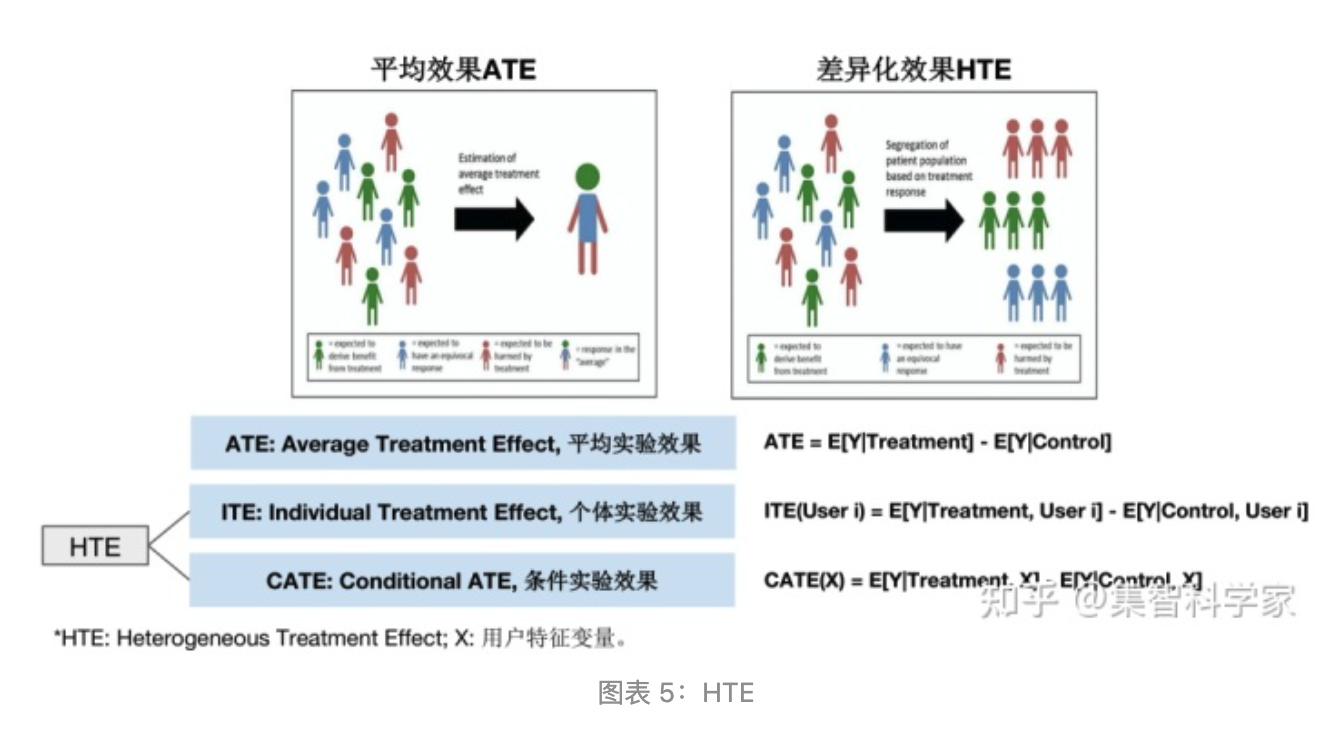 平均效果ATE
Estimation of
average treatment
effect
= expected to
derive benefit
from treatment
= expected to
have an equivocal
response
= expected to be
harmed by
treatment
= response in the
"average"
差异化效果HTE
Segregation of
patient population
based on treatment
response
= expected to
derive benefit
from treatment
= expected to have
an equivocal
response
= expected to be
harmed by
treatment
ATE: Average Treatment Effect, 平均实验效果
ATE = E[Y|Treatment] - E[Y|Control]
HTE
ITE: Individual Treatment Effect, 个体实验效果
ITE(User i) = E[Y|Treatment, User i] - E[Y|Control, User i]
CATE: Conditional ATE, 条件实验效果
CATE(X) = E[Y|Treatment, X] - E[Y|Control, X]
知乎 @集智科学家
*HTE: Heterogeneous Treatment Effect; X: 用户特征变量。
图表 5：HTE